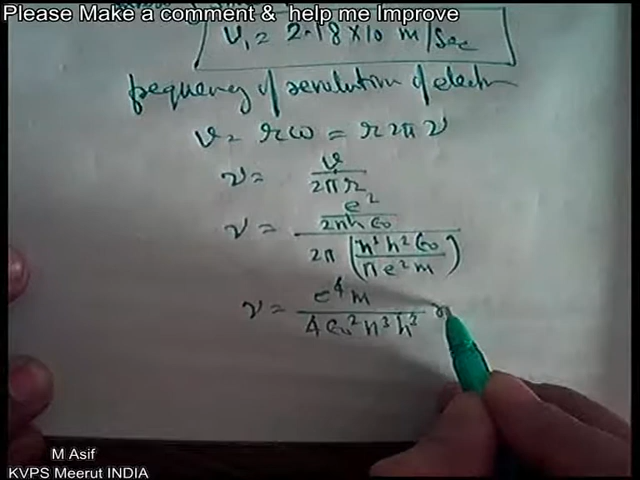 Please Make a comment & help me Improve
V₁ = 2.18 × 10 m/Sec
frequency of revolution of electron
v = rω = r 2π ν
ν = v / 2πr
ν = (e² / 2nhε₀) / (2π (n²h²ε₀ / πe²m))
ν = e⁴m / 4ε₀²n³h³
M Asif
KVPS Meerut INDIA